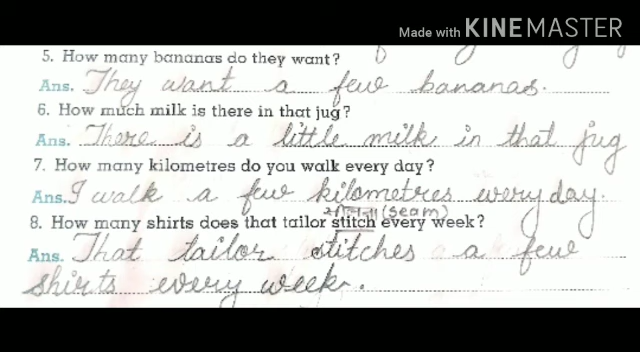 Made with KINEMASTER
5. How many bananas do they want?
Ans. They want a few bananas.
6. How much milk is there in that jug?
Ans. There is a little milk in that jug
7. How many kilometres do you walk every day?
Ans. I walk a few kilometres every day.
सीलना (seam)
8. How many shirts does that tailor stitch every week?
Ans. That tailor stitches a few
shirts every week.